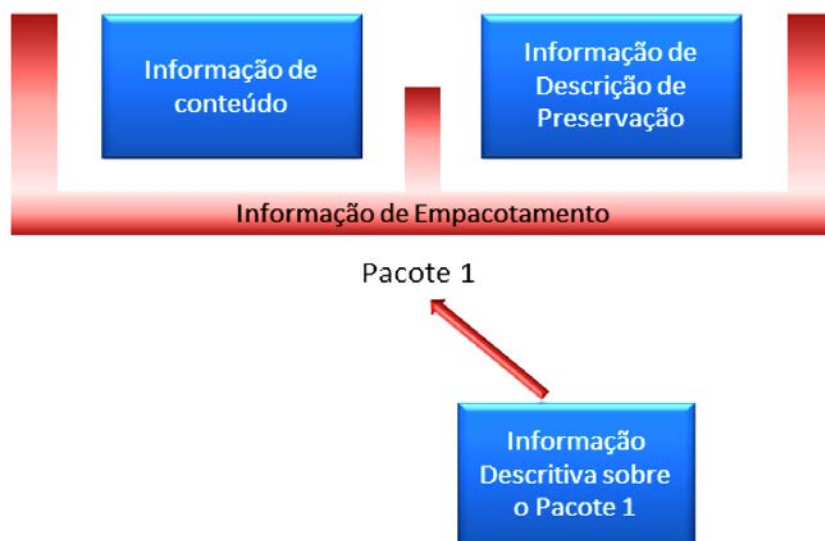 Informação de
conteúdo
Informação de
Descrição de
Preservação
Informação de Empacotamento
Pacote 1
Informação
Descritiva sobre
o Pacote 1